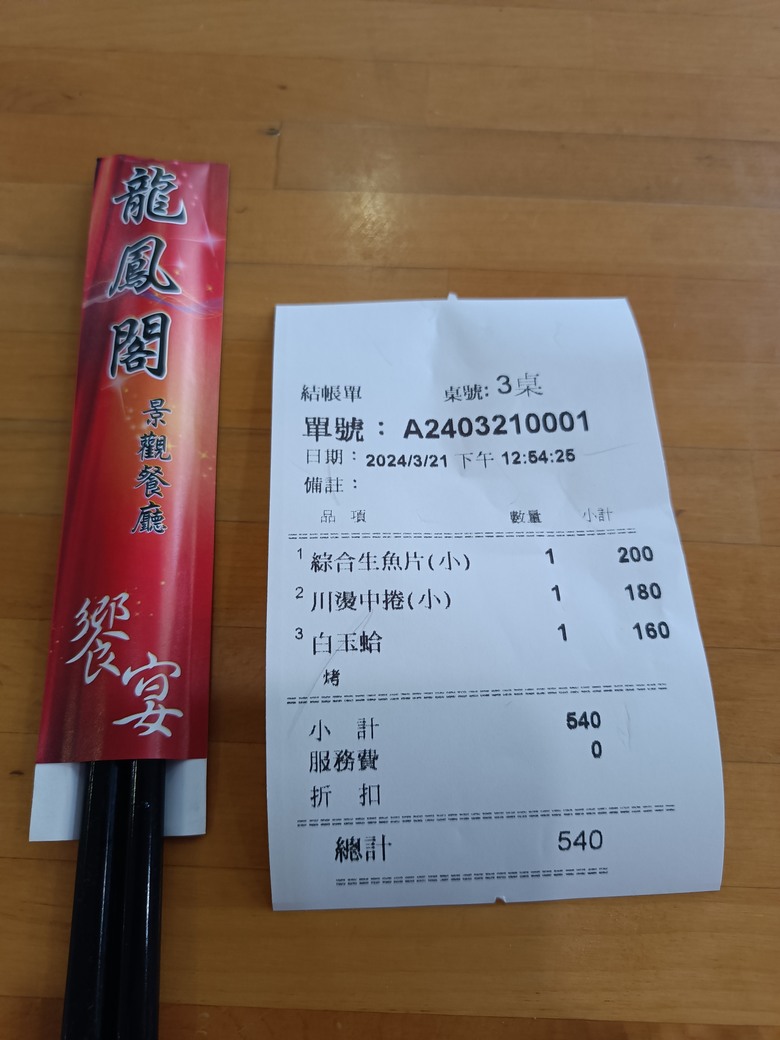 龍鳳閣
景觀餐廳
饗宴
結帳單 桌號: 3桌
單號： A2403210001
日期： 2024/3/21 下午 12:54:25
備註：
品 項 數量 小計
1 綜合生魚片(小) 1 200
2 川燙中捲(小) 1 180
3 白玉蛤 1 160
烤
小 計 540
服務費 0
折 扣
總計 540